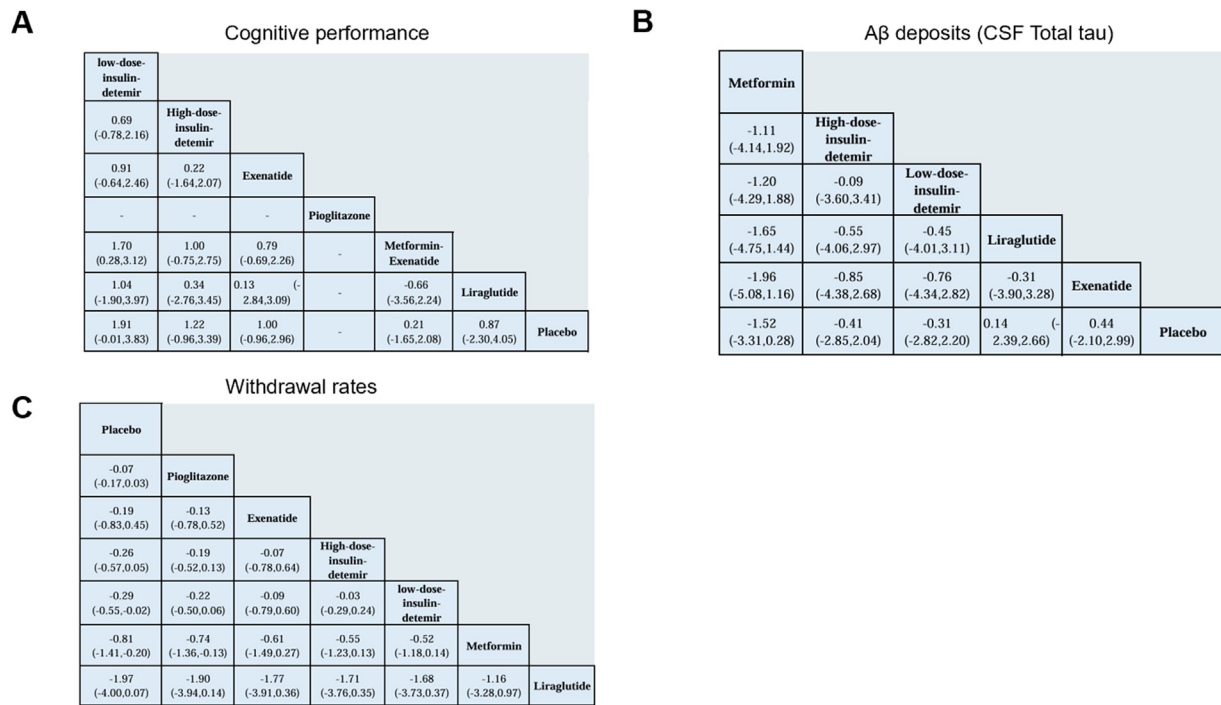 A
Cognitive performance
low-dose-
insulin-
detemir
0.69
(-0.78,2.16)
High-dose-
insulin-
detemir
0.91
(-0.64,2.46)
0.22
(-1.64,2.07)
Exenatide
-
-
-
Pioglitazone
1.70
(0.28,3.12)
1.00
(-0.75,2.75)
0.79
(-0.69,2.26)
-
Metformin-
Exenatide
1.04
(-1.90,3.97)
0.34
(-2.76,3.45)
0.13 (-
2.84,3.09)
-
-0.66
(-3.56,2.24)
Liraglutide
1.91
(-0.01,3.83)
1.22
(-0.96,3.39)
1.00
(-0.96,2.96)
-
0.21
(-1.65,2.08)
0.87
(-2.30,4.05)
Placebo
B
Aβ deposits (CSF Total tau)
Metformin
-1.11
(-4.14,1.92)
High-dose-
insulin-
detemir
-1.20
(-4.29,1.88)
-0.09
(-3.60,3.41)
Low-dose-
insulin-
detemir
-1.65
(-4.75,1.44)
-0.55
(-4.06,2.97)
-0.45
(-4.01,3.11)
Liraglutide
-1.96
(-5.08,1.16)
-0.85
(-4.38,2.68)
-0.76
(-4.34,2.82)
-0.31
(-3.90,3.28)
Exenatide
-1.52
(-3.31,0.28)
-0.41
(-2.85,2.04)
-0.31
(-2.82,2.20)
0.14 (-
2.39,2.66)
0.44
(-2.10,2.99)
Placebo
C
Withdrawal rates
Placebo
-0.07
(-0.17,0.03)
Pioglitazone
-0.19
(-0.83,0.45)
-0.13
(-0.78,0.52)
Exenatide
-0.26
(-0.57,0.05)
-0.19
(-0.52,0.13)
-0.07
(-0.78,0.64)
High-dose-
insulin-
detemir
-0.29
(-0.55,-0.02)
-0.22
(-0.50,0.06)
-0.09
(-0.79,0.60)
-0.03
(-0.29,0.24)
low-dose-
insulin-
detemir
-0.81
(-1.41,-0.20)
-0.74
(-1.36,-0.13)
-0.61
(-1.49,0.27)
-0.55
(-1.23,0.13)
-0.52
(-1.18,0.14)
Metformin
-1.97
(-4.00,0.07)
-1.90
(-3.94,0.14)
-1.77
(-3.91,0.36)
-1.71
(-3.76,0.35)
-1.68
(-3.73,0.37)
-1.16
(-3.28,0.97)
Liraglutide